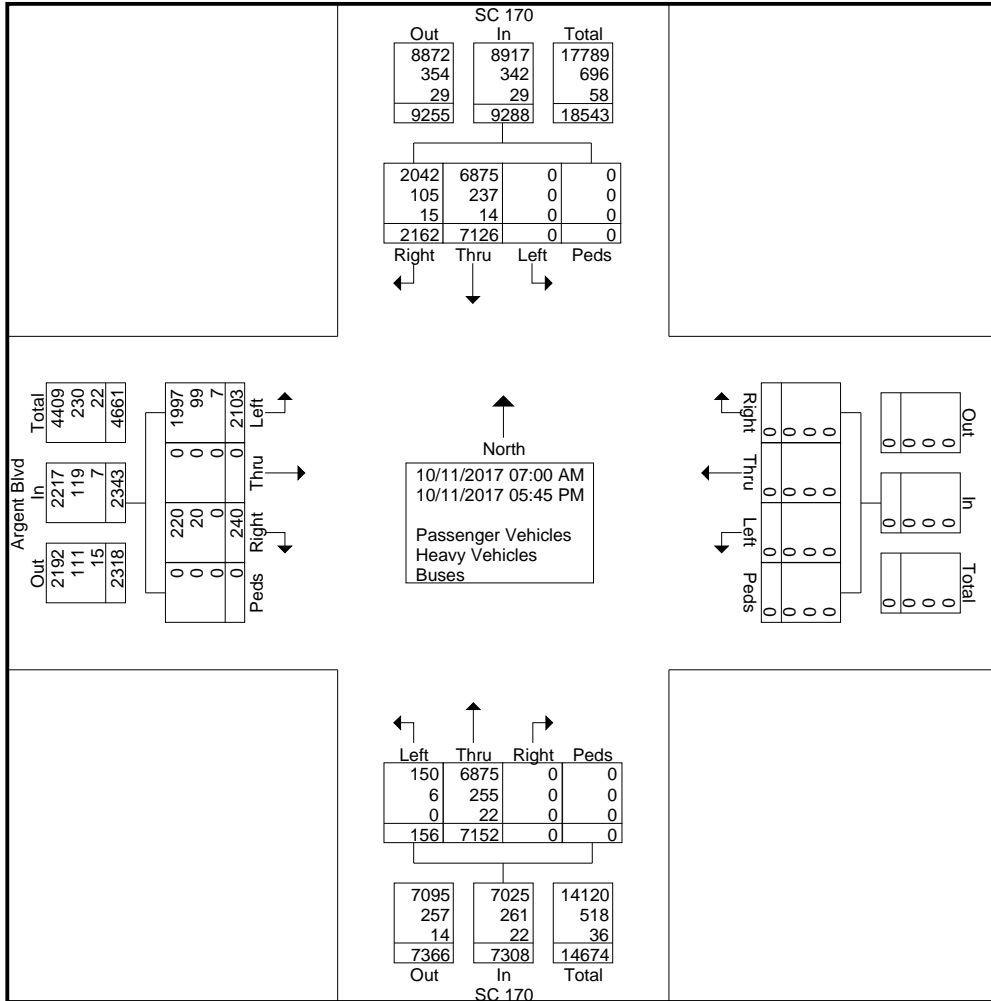 SC 170
Out In Total
8872 8917 17789
354 342 696
29 29 58
9255 9288 18543
2042 6875 0 0
105 237 0 0
15 14 0 0
2162 7126 0 0
Right Thru Left Peds
Argent Blvd
Total In Out
4409 2217 2192
230 119 111
22 7 15
4661 2343 2318
1997 0 220 0
99 0 20 0
7 0 0 0
2103 0 240 0
Left Thru Right Peds
North
10/11/2017 07:00 AM
10/11/2017 05:45 PM
Passenger Vehicles
Heavy Vehicles
Buses
Right Thru Left Peds
0 0 0 0
0 0 0 0
0 0 0 0
0 0 0 0
Out In Total
0 0 0
0 0 0
0 0 0
0 0 0
Left Thru Right Peds
150 6875 0 0
6 255 0 0
0 22 0 0
156 7152 0 0
7095 7025 14120
257 261 518
14 22 36
7366 7308 14674
Out In Total
SC 170